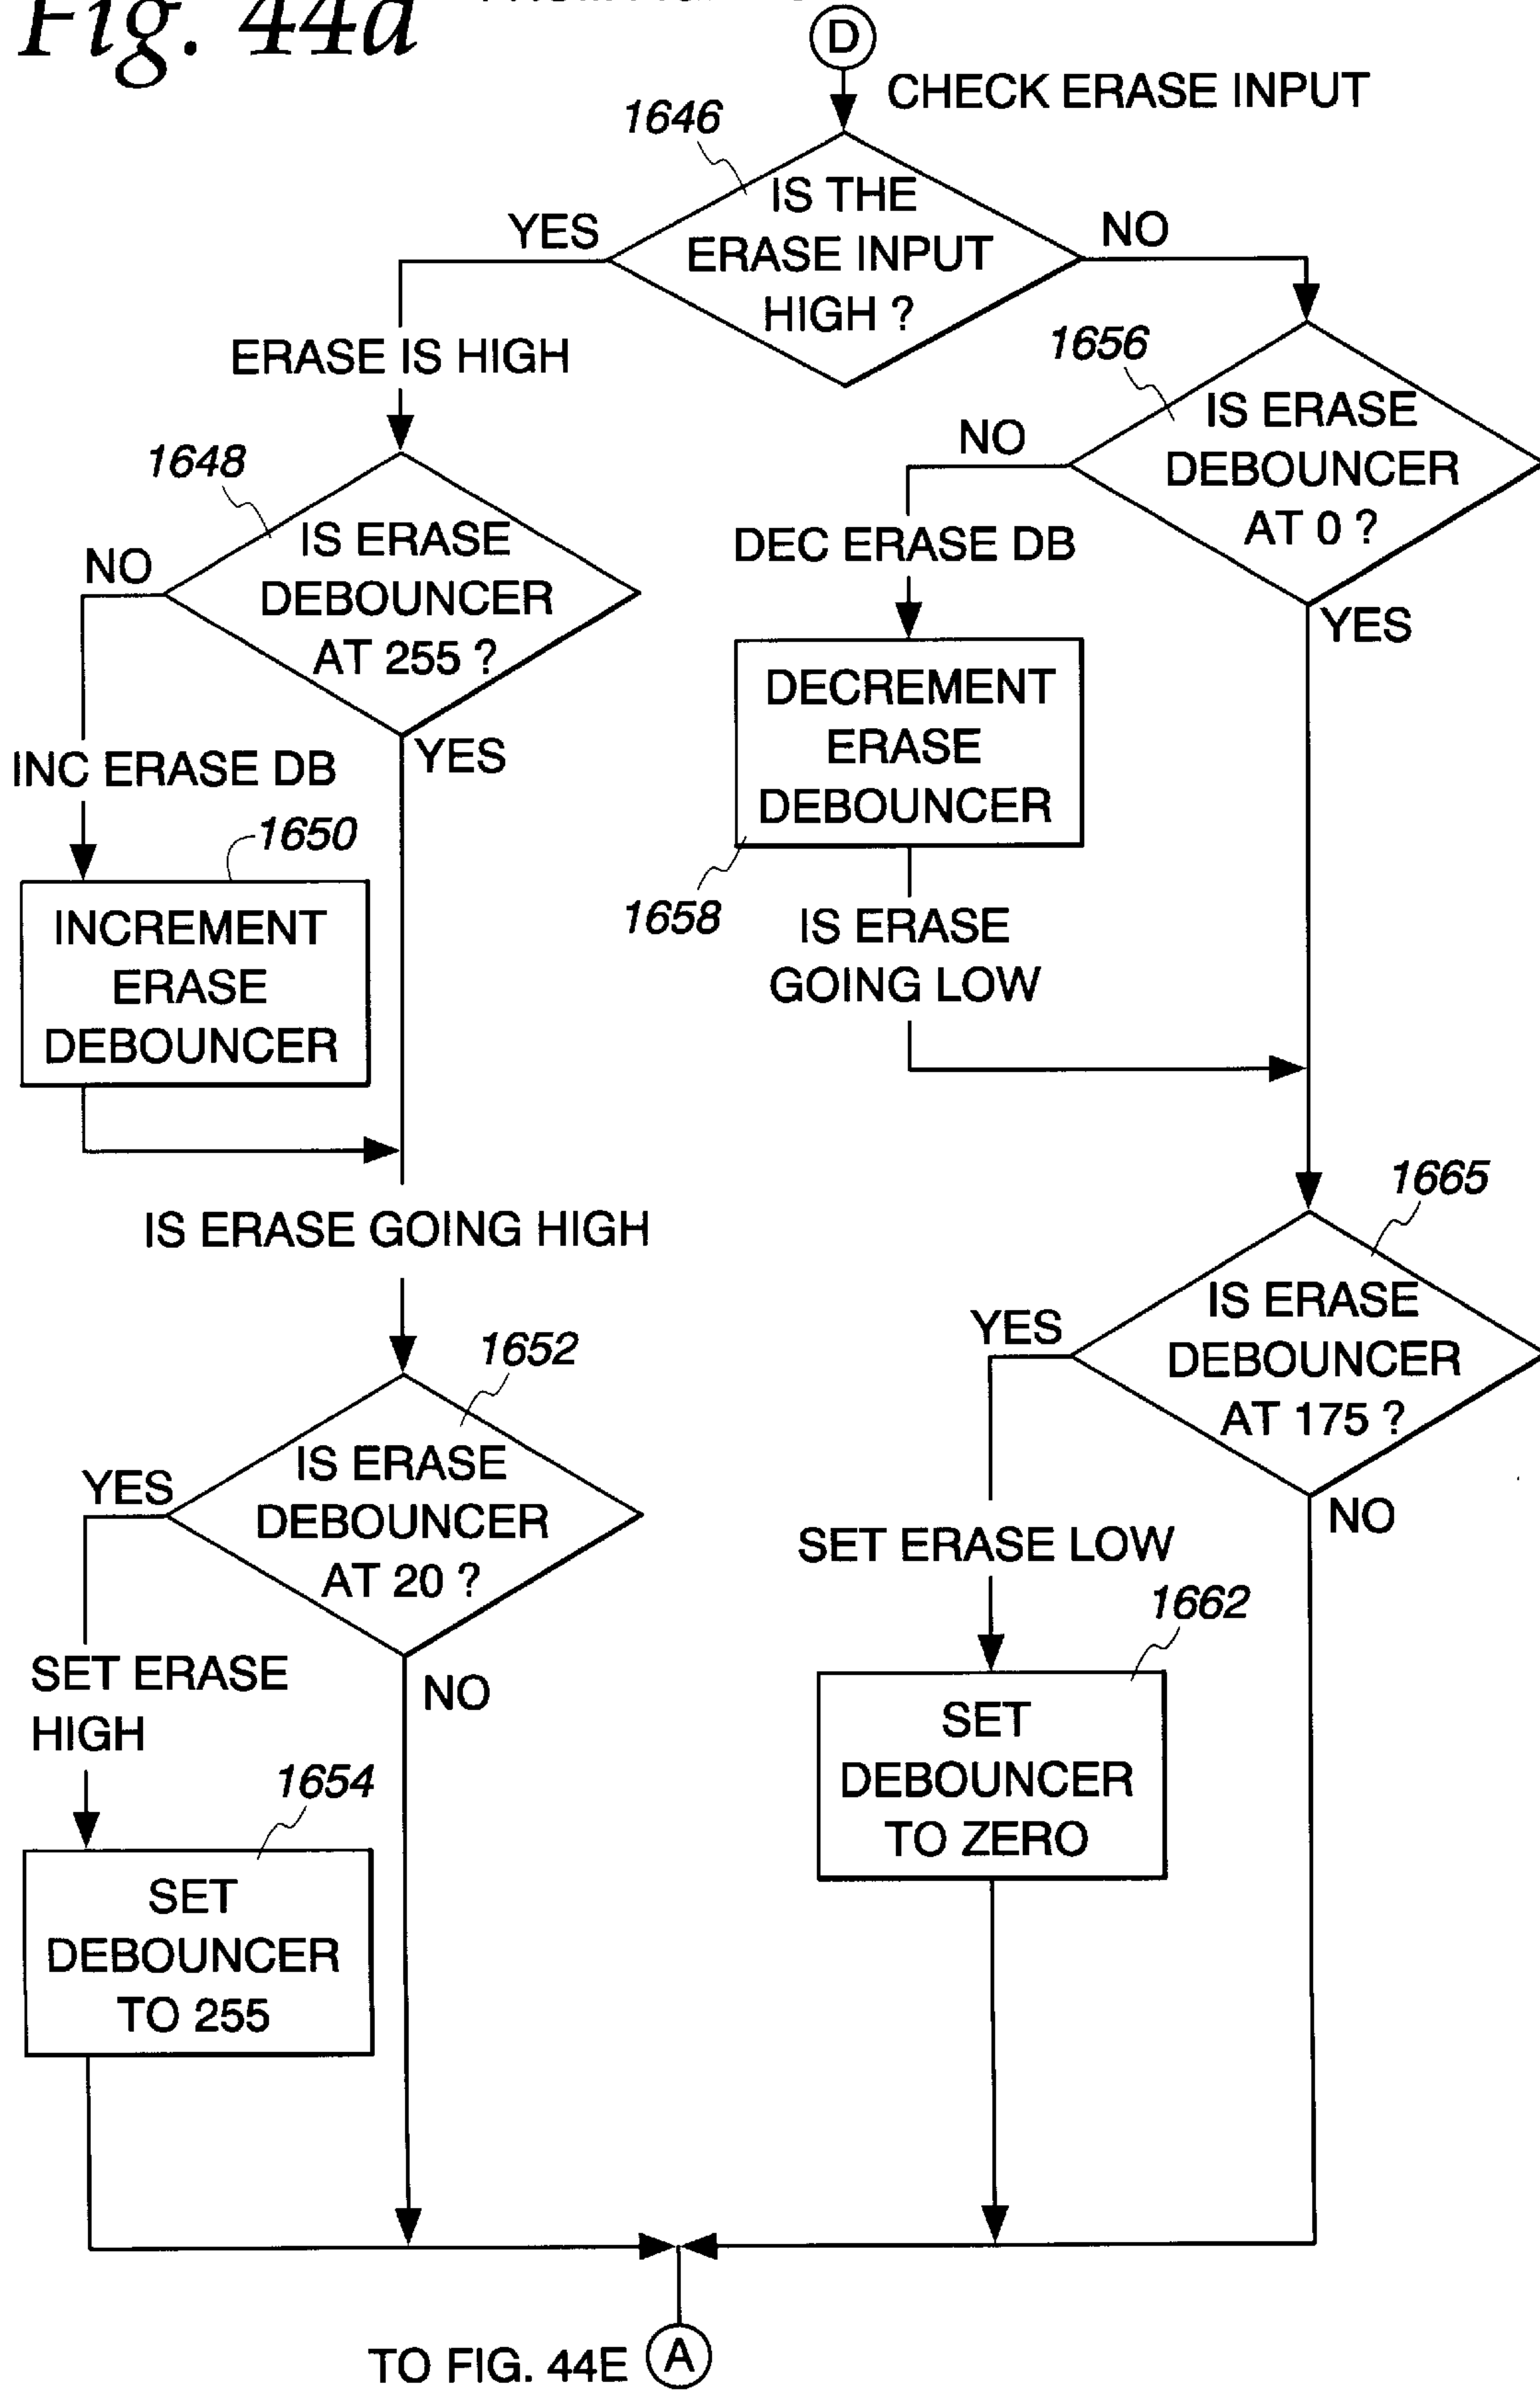 Fig. 44d
D
CHECK ERASE INPUT
1646
IS THE
ERASE INPUT
HIGH ?
YES
NO
ERASE IS HIGH
1656
IS ERASE
DEBOUNCER
AT 0 ?
NO
YES
1648
IS ERASE
DEBOUNCER
AT 255 ?
NO
YES
DEC ERASE DB
DECREMENT
ERASE
DEBOUNCER
1658
INC ERASE DB
1650
INCREMENT
ERASE
DEBOUNCER
IS ERASE
GOING LOW
IS ERASE GOING HIGH
1665
IS ERASE
DEBOUNCER
AT 175 ?
YES
NO
1652
IS ERASE
DEBOUNCER
AT 20 ?
YES
NO
SET ERASE LOW
1662
SET
DEBOUNCER
TO ZERO
SET ERASE
HIGH
1654
SET
DEBOUNCER
TO 255
TO FIG. 44E
A